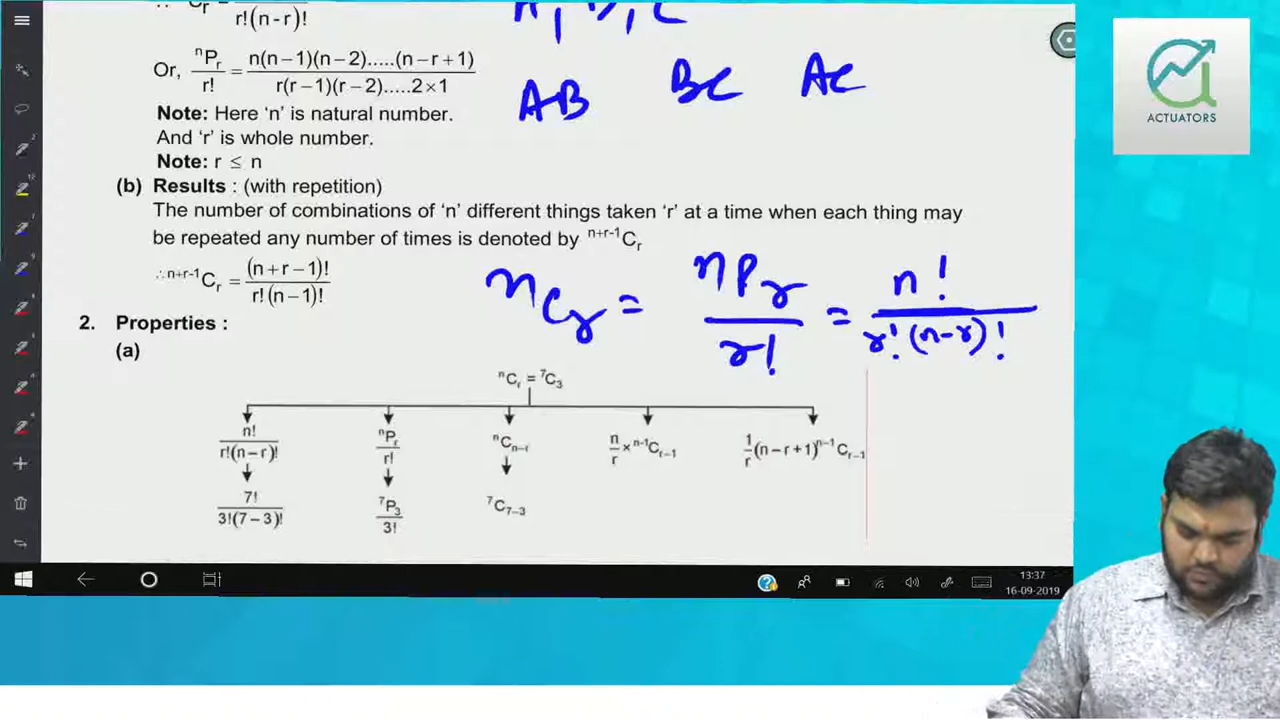 ∴ Cr =
r!(n-r)!
A, B, C
Or, ⁿPᵣ / r! = n(n−1)(n−2).....(n−r+1) / r(r−1)(r−2).....2×1
AB BC AC
ACTUATORS
Note: Here 'n' is natural number.
And 'r' is whole number.
Note: r ≤ n
(b) Results : (with repetition)
The number of combinations of 'n' different things taken 'r' at a time when each thing may
be repeated any number of times is denoted by ⁿ⁺ʳ⁻¹Cᵣ
∴ ⁿ⁺ʳ⁻¹Cᵣ = (n+r−1)! / r!(n−1)!
nCr = nPr / r! = n! / r!(n-r)!
2. Properties :
(a)
ⁿCᵣ = ⁷C₃
n! / r!(n−r)! ⁿPᵣ / r! ⁿCₙ₋ᵣ n/r × ⁿ⁻¹Cᵣ₋₁ 1/r (n−r+1) ⁿ⁻¹Cᵣ₋₁
7! / 3!(7−3)! ⁷P₃ / 3! ⁷C₇₋₃
13:37
16-09-2019